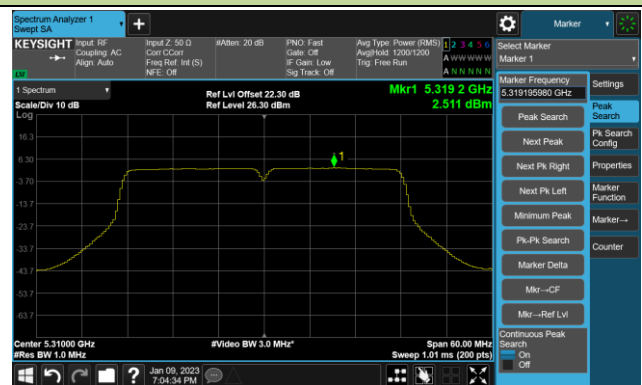 Spectrum Analyzer 1
Swept SA
+
Marker
KEYSIGHT
Input: RF
Coupling: AC
Align: Auto
Input Z: 50 Ω
Corr CCorr
Freq Ref: Int (S)
NFE: Off
#Atten: 20 dB
PNO: Fast
Gate: Off
IF Gain: Low
Sig Track: Off
Avg Type: Power (RMS)
Avg|Hold: 1200/1200
Trig: Free Run
1 2 3 4 5 6
A W W W W W
A N N N N N
LW
Select Marker
Marker 1
1 Spectrum
Scale/Div 10 dB
Log
Ref Lvl Offset 22.30 dB
Ref Level 26.30 dBm
Mkr1 5.319 2 GHz
2.511 dBm
16.3
6.30
-3.70
-13.7
-23.7
-33.7
-43.7
-53.7
-63.7
1
Center 5.31000 GHz
#Res BW 1.0 MHz
#Video BW 3.0 MHz*
Span 60.00 MHz
Sweep 1.01 ms (200 pts)
Marker Frequency
5.319195980 GHz
Peak Search
Next Peak
Next Pk Right
Next Pk Left
Minimum Peak
Pk-Pk Search
Marker Delta
Mkr→CF
Mkr→Ref Lvl
Continuous Peak
Search
On
Off
Settings
Peak
Search
Pk Search
Config
Properties
Marker
Function
Marker→
Counter
?
Jan 09, 2023
7:04:34 PM